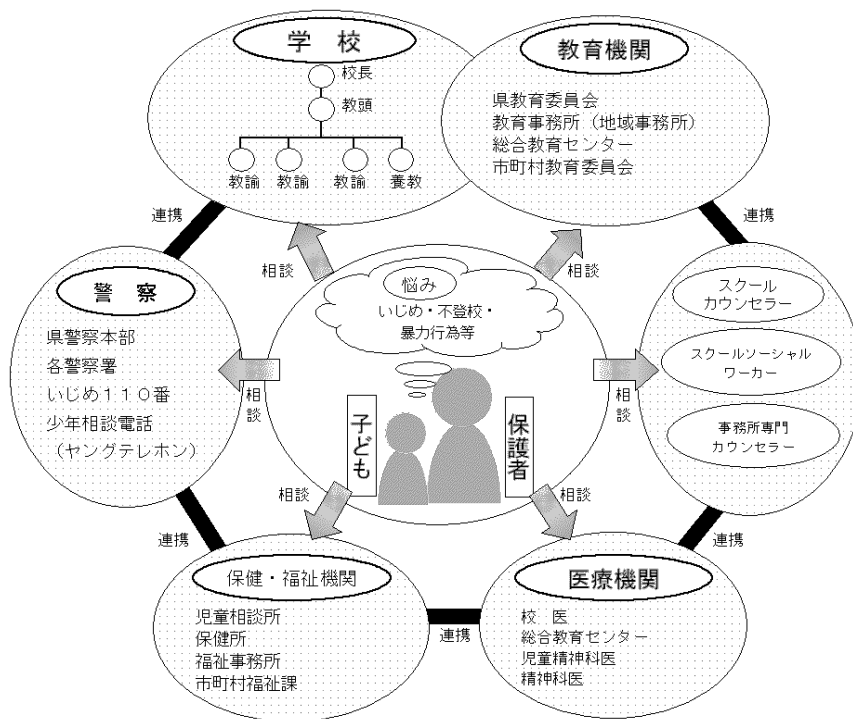 学　校
校長
教頭
教諭
教諭
教諭
養教
教育機関
県教育委員会
教育事務所（地域事務所）
総合教育センター
市町村教育委員会
連携
連携
相談
相談
悩み
いじめ・不登校・
暴力行為等
警　察
県警察本部
各警察署
いじめ１１０番
少年相談電話
（ヤングテレホン）
相談
子ども
保護者
相談
スクール
カウンセラー
スクールソーシャル
ワーカー
事務所専門
カウンセラー
相談
相談
連携
連携
保健・福祉機関
児童相談所
保健所
福祉事務所
市町村福祉課
連携
医療機関
校　医
総合教育センター
児童精神科医
精神科医